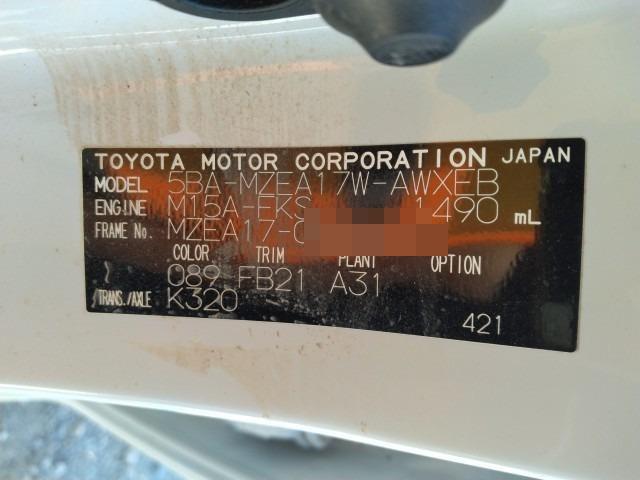 TOYOTA MOTOR CORPORATION JAPAN
MODEL 5BA-MZEA17W-AWXEB
ENGINE M15A-FKS 1490 mL
FRAME No. MZEA17-0
COLOR TRIM PLANT OPTION
089 FB21 A31
TRANS./AXLE K320
421